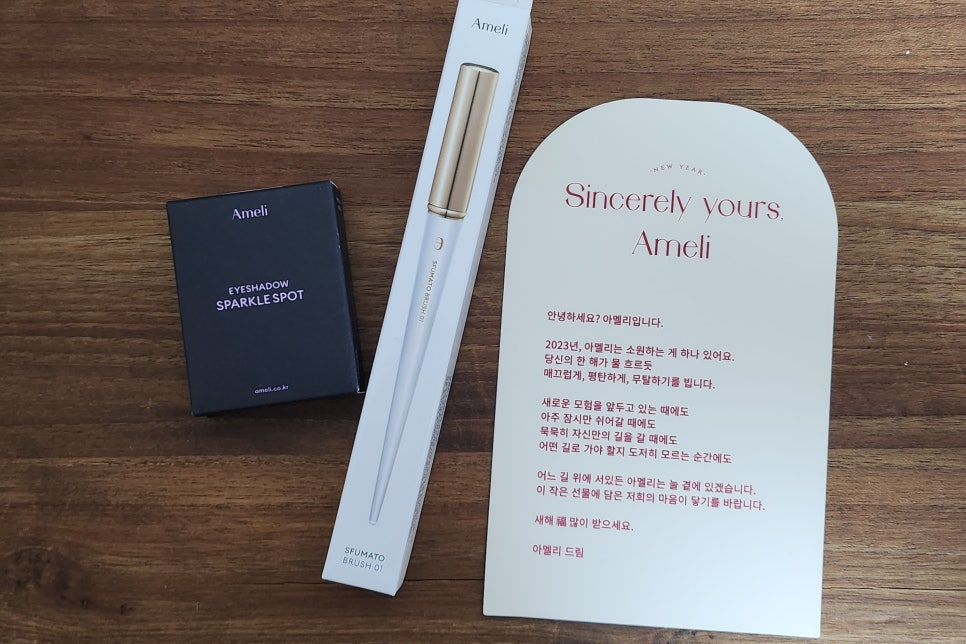 Ameli
EYESHADOW
SPARKLE SPOT
ameli.co.kr
Ameli
SFUMATO BRUSH 01
SFUMATO
BRUSH 01
·NEW YEAR·
Sincerely yours,
Ameli
안녕하세요? 아멜리입니다.
2023년, 아멜리는 소원하는 게 하나 있어요.
당신의 한 해가 물 흐르듯
매끄럽게, 평탄하게, 무탈하기를 빕니다.
새로운 모험을 앞두고 있는 때에도
아주 잠시만 쉬어갈 때에도
묵묵히 자신만의 길을 갈 때에도
어떤 길로 가야 할지 도저히 모르는 순간에도
어느 길 위에 서있든 아멜리는 늘 곁에 있겠습니다.
이 작은 선물에 담은 저희의 마음이 닿기를 바랍니다.
새해 福 많이 받으세요.
아멜리 드림